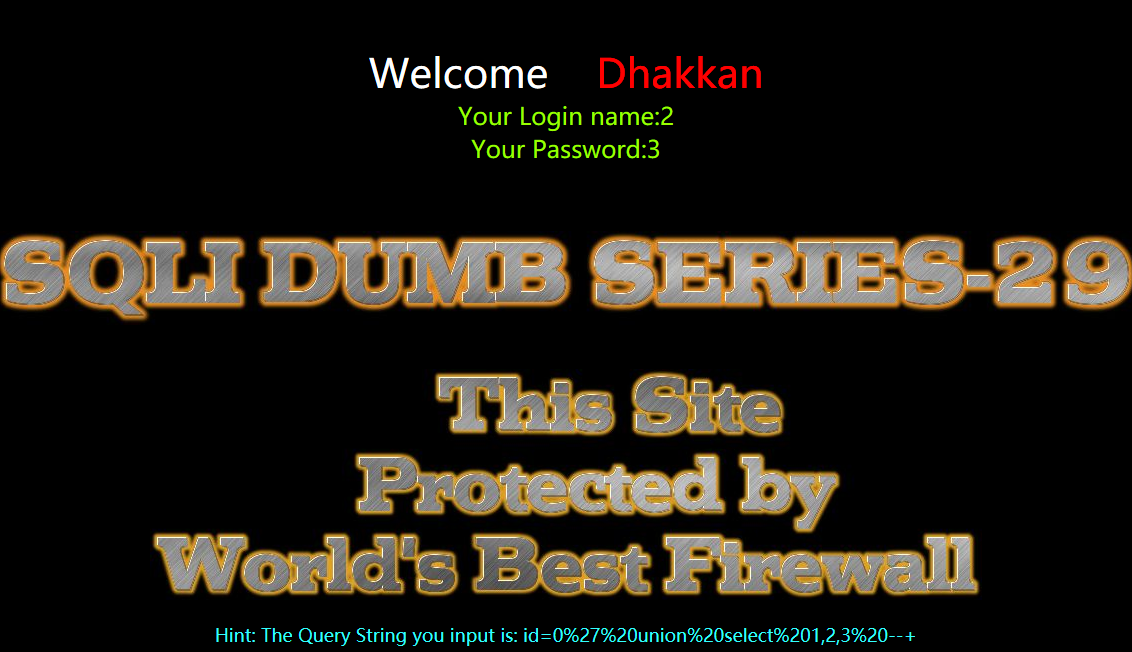 Welcome Dhakkan
Your Login name:2
Your Password:3
SQLI DUMB SERIES-29
This Site
Protected by
World's Best Firewall
Hint: The Query String you input is: id=0%27%20union%20select%201,2,3%20--+